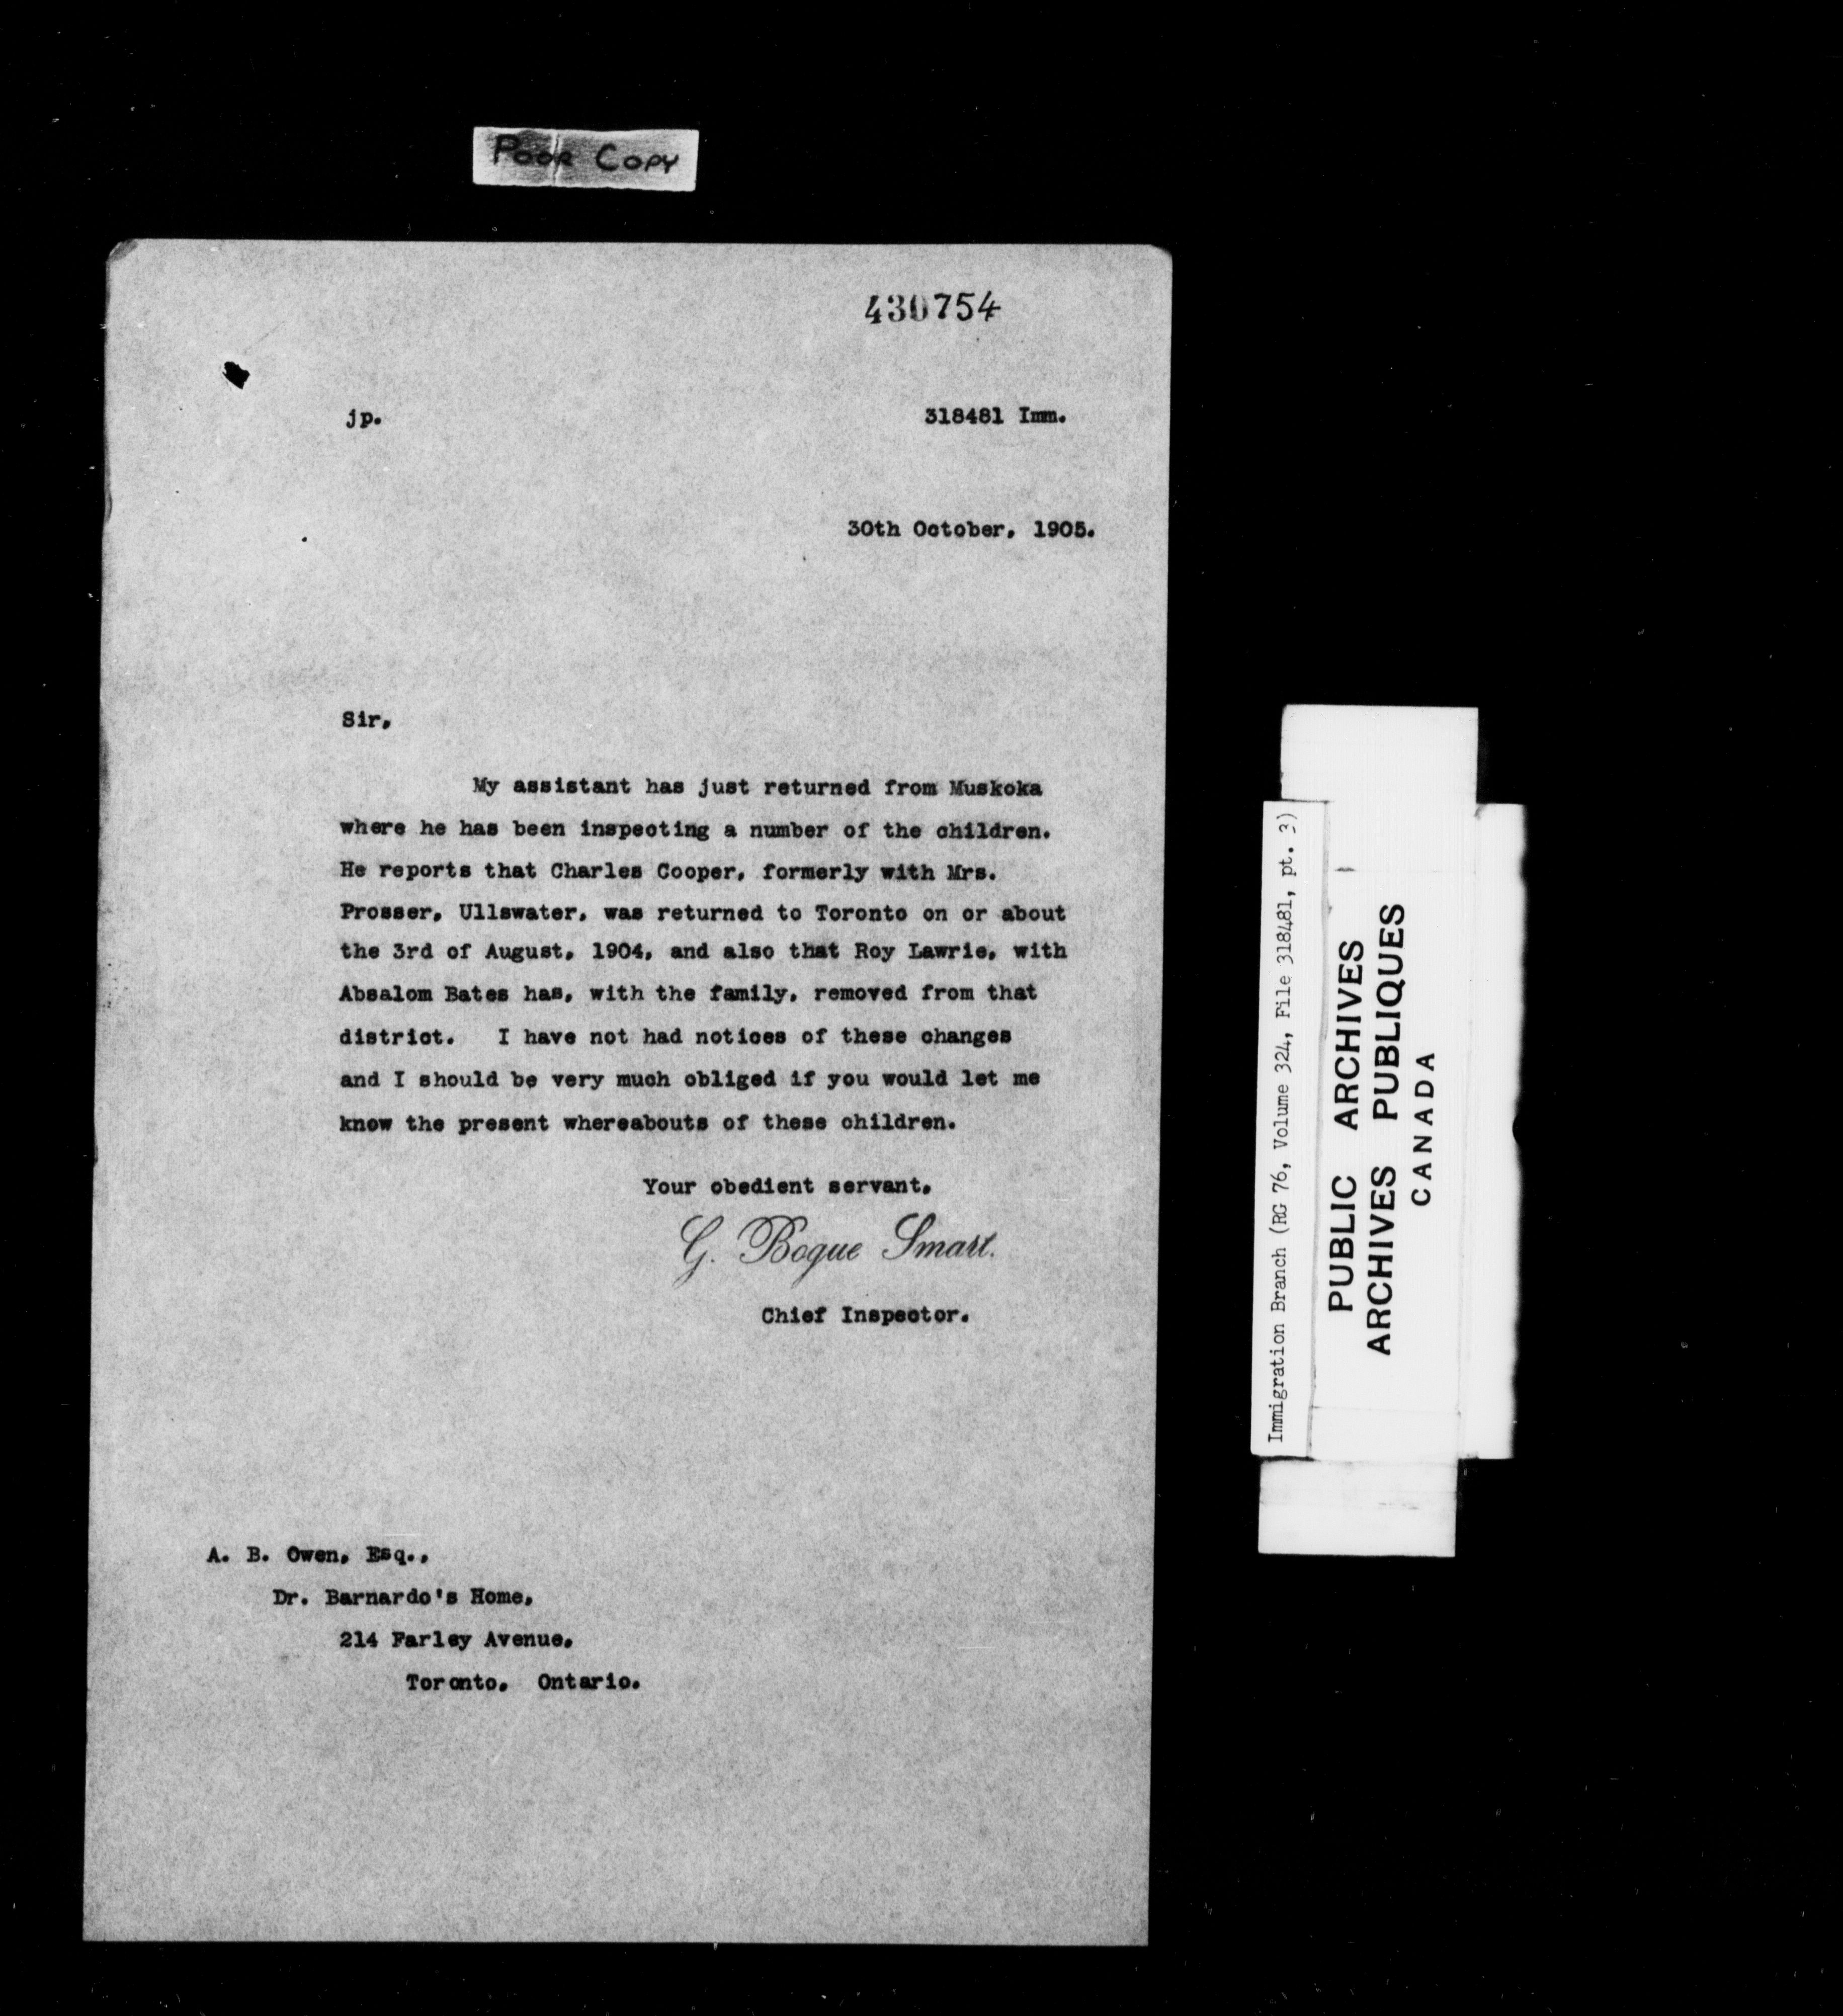 POOR COPY
430754
jp.
318481 Imm.
30th October, 1905.
Sir,
My assistant has just returned from Muskoka
where he has been inspecting a number of the children.
He reports that Charles Cooper, formerly with Mrs.
Prosser, Ullswater, was returned to Toronto on or about
the 3rd of August, 1904, and also that Roy Lawrie, with
Absalom Bates has, with the family, removed from that
district. I have not had notices of these changes
and I should be very much obliged if you would let me
know the present whereabouts of these children.
Your obedient servant,
G. Bogue Smart.
Chief Inspector.
A. B. Owen, Esq.,
Dr. Barnardo's Home,
214 Farley Avenue,
Toronto, Ontario.
Immigration Branch (RG 76, Volume 324, File 318481, pt. 3)
PUBLIC ARCHIVES
ARCHIVES PUBLIQUES
CANADA